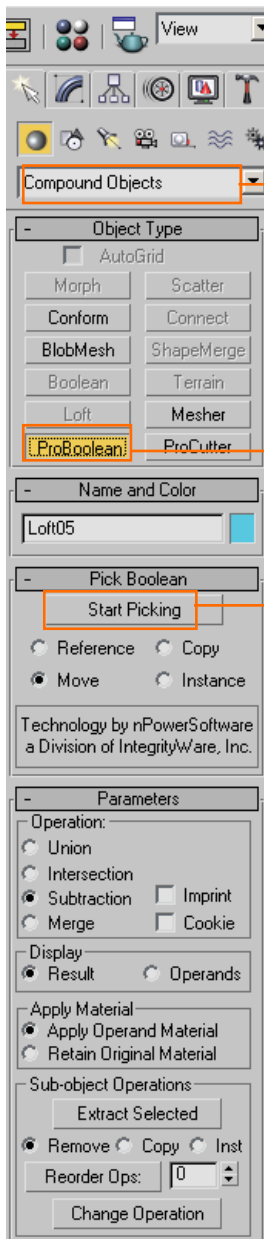 View
Compound Objects
- Object Type
AutoGrid
Morph Scatter
Conform Connect
BlobMesh ShapeMerge
Boolean Terrain
Loft Mesher
ProBoolean ProCutter
- Name and Color
Loft05
- Pick Boolean
Start Picking
Reference Copy
Move Instance
Technology by nPowerSoftware
a Division of IntegrityWare, Inc.
- Parameters
Operation:
Union
Intersection
Subtraction Imprint
Merge Cookie
Display
Result Operands
Apply Material
Apply Operand Material
Retain Original Material
Sub-object Operations
Extract Selected
Remove Copy Inst
Reorder Ops: 0
Change Operation